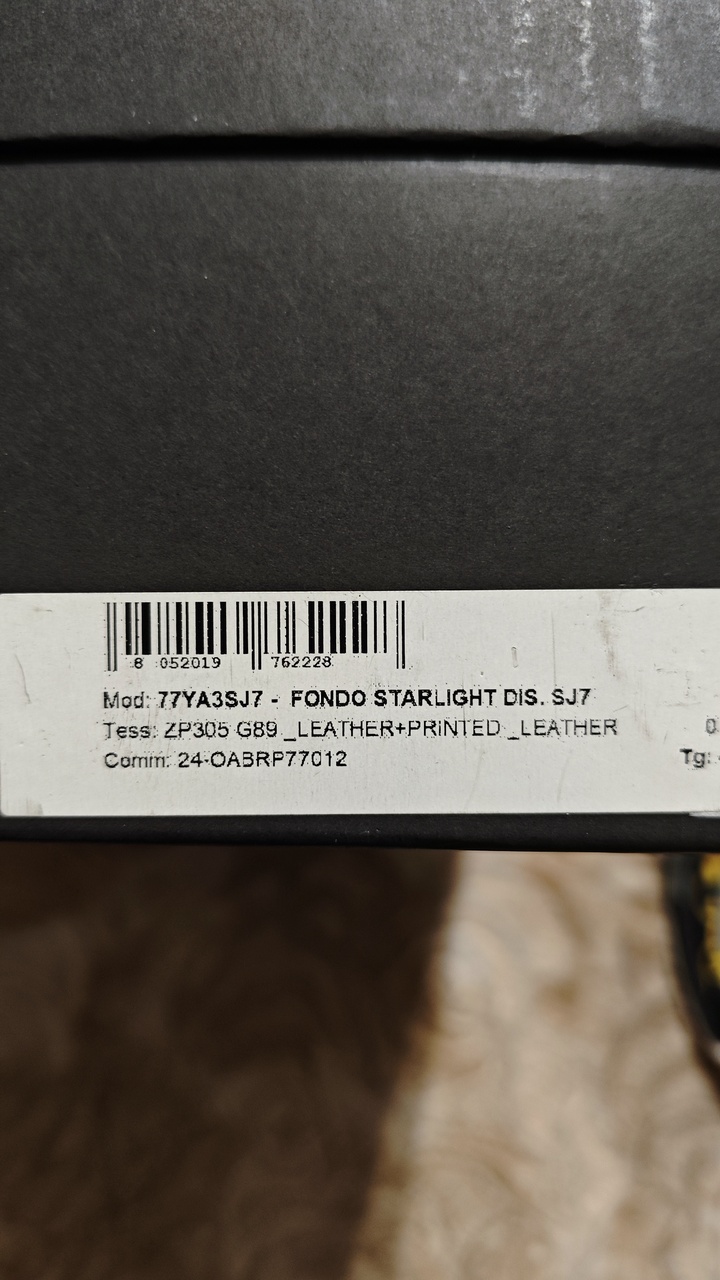 8 052019 762228
Mod: 77YA3SJ7 - FONDO STARLIGHT DIS. SJ7
Tess: ZP305 G89 _LEATHER+PRINTED _LEATHER 0
Comm: 24-OABRP77012 Tg: